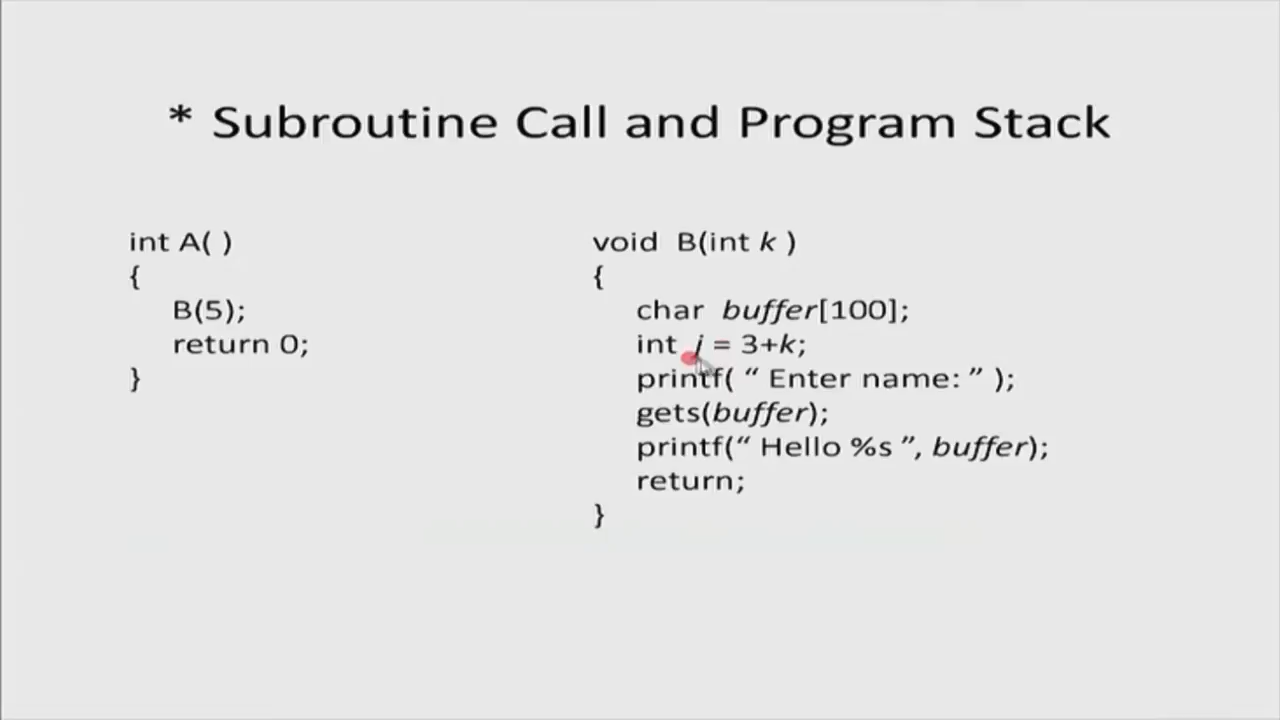 * Subroutine Call and Program Stack
int A( )
{
B(5);
return 0;
}
void B(int k )
{
char buffer[100];
int j = 3+k;
printf( “ Enter name: ” );
gets(buffer);
printf(“ Hello %s ”, buffer);
return;
}